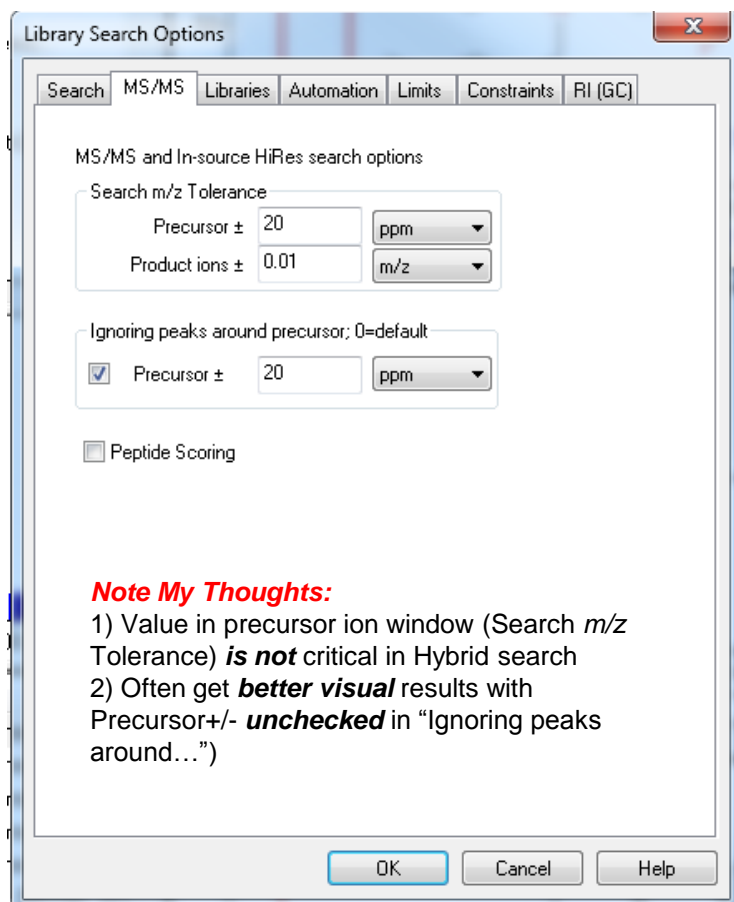 Library Search Options
Search MS/MS Libraries Automation Limits Constraints RI (GC)
MS/MS and In-source HiRes search options
Search m/z Tolerance
Precursor ± 20 ppm
Product ions ± 0.01 m/z
Ignoring peaks around precursor; 0=default
Precursor ± 20 ppm
Peptide Scoring
Note My Thoughts:
1) Value in precursor ion window (Search m/z
Tolerance) is not critical in Hybrid search
2) Often get better visual results with
Precursor+/- unchecked in “Ignoring peaks
around…”)
OK Cancel Help